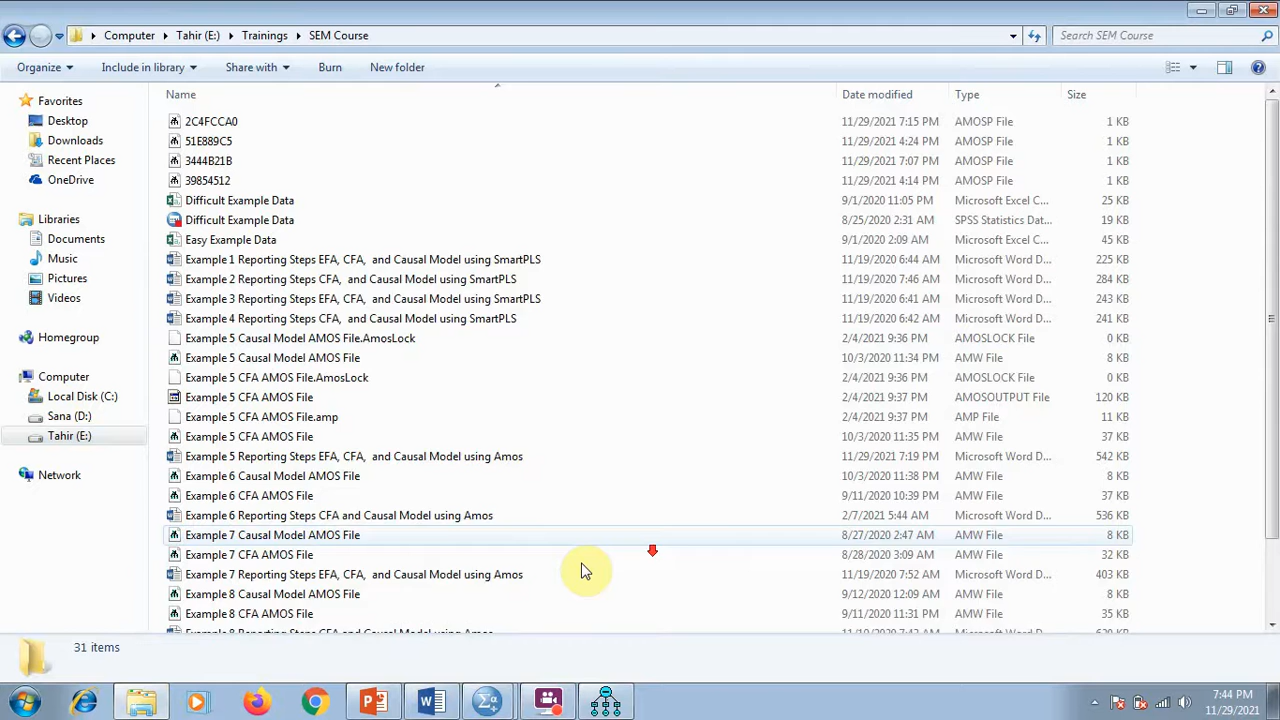 Computer Tahir (E:) Trainings SEM Course
Search SEM Course
Organize Include in library Share with Burn New folder
Name Date modified Type Size
Favorites
Desktop
Downloads
Recent Places
OneDrive
Libraries
Documents
Music
Pictures
Videos
Homegroup
Computer
Local Disk (C:)
Sana (D:)
Tahir (E:)
Network
2C4FCCA0 11/29/2021 7:15 PM AMOSP File 1 KB
51E889C5 11/29/2021 4:24 PM AMOSP File 1 KB
3444B21B 11/29/2021 7:07 PM AMOSP File 1 KB
39854512 11/29/2021 4:14 PM AMOSP File 1 KB
Difficult Example Data 9/1/2020 11:05 PM Microsoft Excel C... 25 KB
Difficult Example Data 8/25/2020 2:31 AM SPSS Statistics Dat... 19 KB
Easy Example Data 9/1/2020 2:09 AM Microsoft Excel C... 45 KB
Example 1 Reporting Steps EFA, CFA, and Causal Model using SmartPLS 11/19/2020 6:44 AM Microsoft Word D... 225 KB
Example 2 Reporting Steps CFA, and Causal Model using SmartPLS 11/19/2020 7:46 AM Microsoft Word D... 284 KB
Example 3 Reporting Steps EFA, CFA, and Causal Model using SmartPLS 11/19/2020 6:41 AM Microsoft Word D... 243 KB
Example 4 Reporting Steps CFA, and Causal Model using SmartPLS 11/19/2020 6:42 AM Microsoft Word D... 241 KB
Example 5 Causal Model AMOS File.AmosLock 2/4/2021 9:36 PM AMOSLOCK File 0 KB
Example 5 Causal Model AMOS File 10/3/2020 11:34 PM AMW File 8 KB
Example 5 CFA AMOS File.AmosLock 2/4/2021 9:36 PM AMOSLOCK File 0 KB
Example 5 CFA AMOS File 2/4/2021 9:37 PM AMOSOUTPUT File 120 KB
Example 5 CFA AMOS File.amp 2/4/2021 9:37 PM AMP File 11 KB
Example 5 CFA AMOS File 10/3/2020 11:35 PM AMW File 37 KB
Example 5 Reporting Steps EFA, CFA, and Causal Model using Amos 11/29/2021 7:19 PM Microsoft Word D... 542 KB
Example 6 Causal Model AMOS File 10/3/2020 11:38 PM AMW File 8 KB
Example 6 CFA AMOS File 9/11/2020 10:39 PM AMW File 37 KB
Example 6 Reporting Steps CFA and Causal Model using Amos 2/7/2021 5:44 AM Microsoft Word D... 536 KB
Example 7 Causal Model AMOS File 8/27/2020 2:47 AM AMW File 8 KB
Example 7 CFA AMOS File 8/28/2020 3:09 AM AMW File 32 KB
Example 7 Reporting Steps EFA, CFA, and Causal Model using Amos 11/19/2020 7:52 AM Microsoft Word D... 403 KB
Example 8 Causal Model AMOS File 9/12/2020 12:09 AM AMW File 8 KB
Example 8 CFA AMOS File 9/11/2020 11:31 PM AMW File 35 KB
Example 8 Reporting Steps CFA and Causal Model using Amos
31 items
7:44 PM
11/29/2021